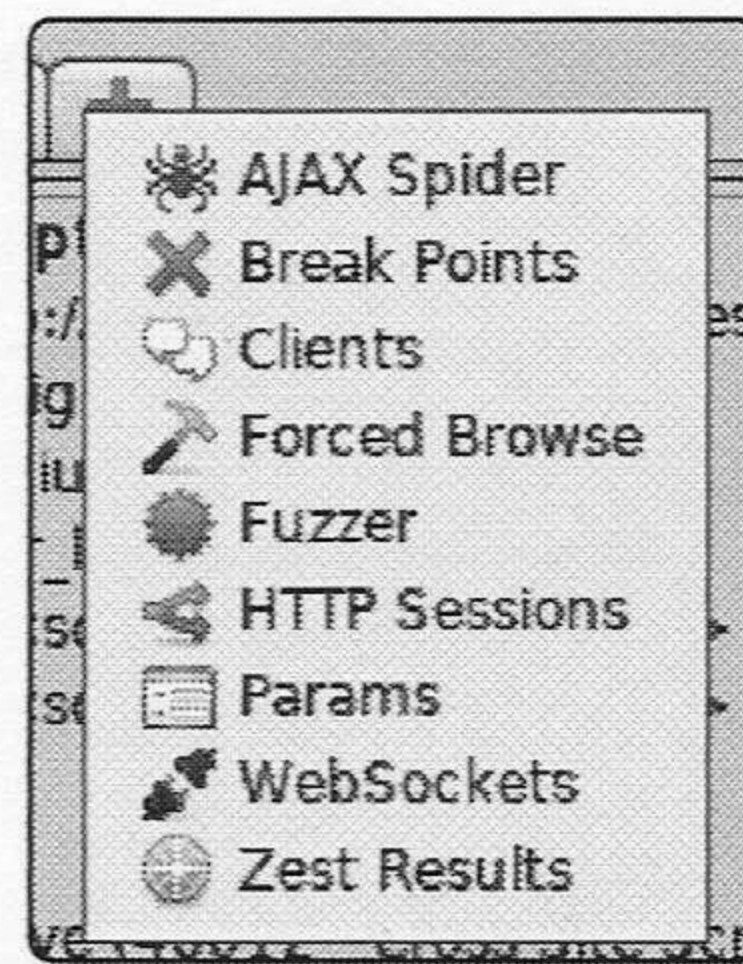 AJAX Spider
Break Points
Clients
Forced Browse
Fuzzer
HTTP Sessions
Params
WebSockets
Zest Results